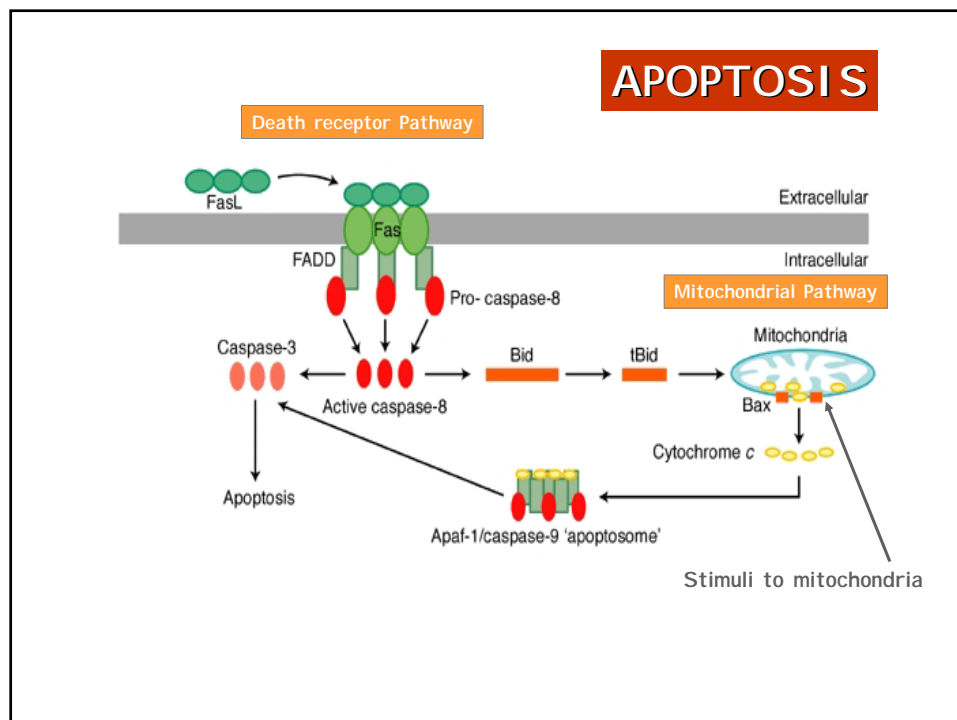 APOPTOSIS
Death receptor Pathway
FasL
Extracellular
Fas
FADD
Intracellular
Mitochondrial Pathway
Pro- caspase-8
Mitochondria
Caspase-3
Bid
tBid
Active caspase-8
Bax
Cytochrome c
Apoptosis
Apaf-1/caspase-9 ‘apoptosome’
Stimuli to mitochondria